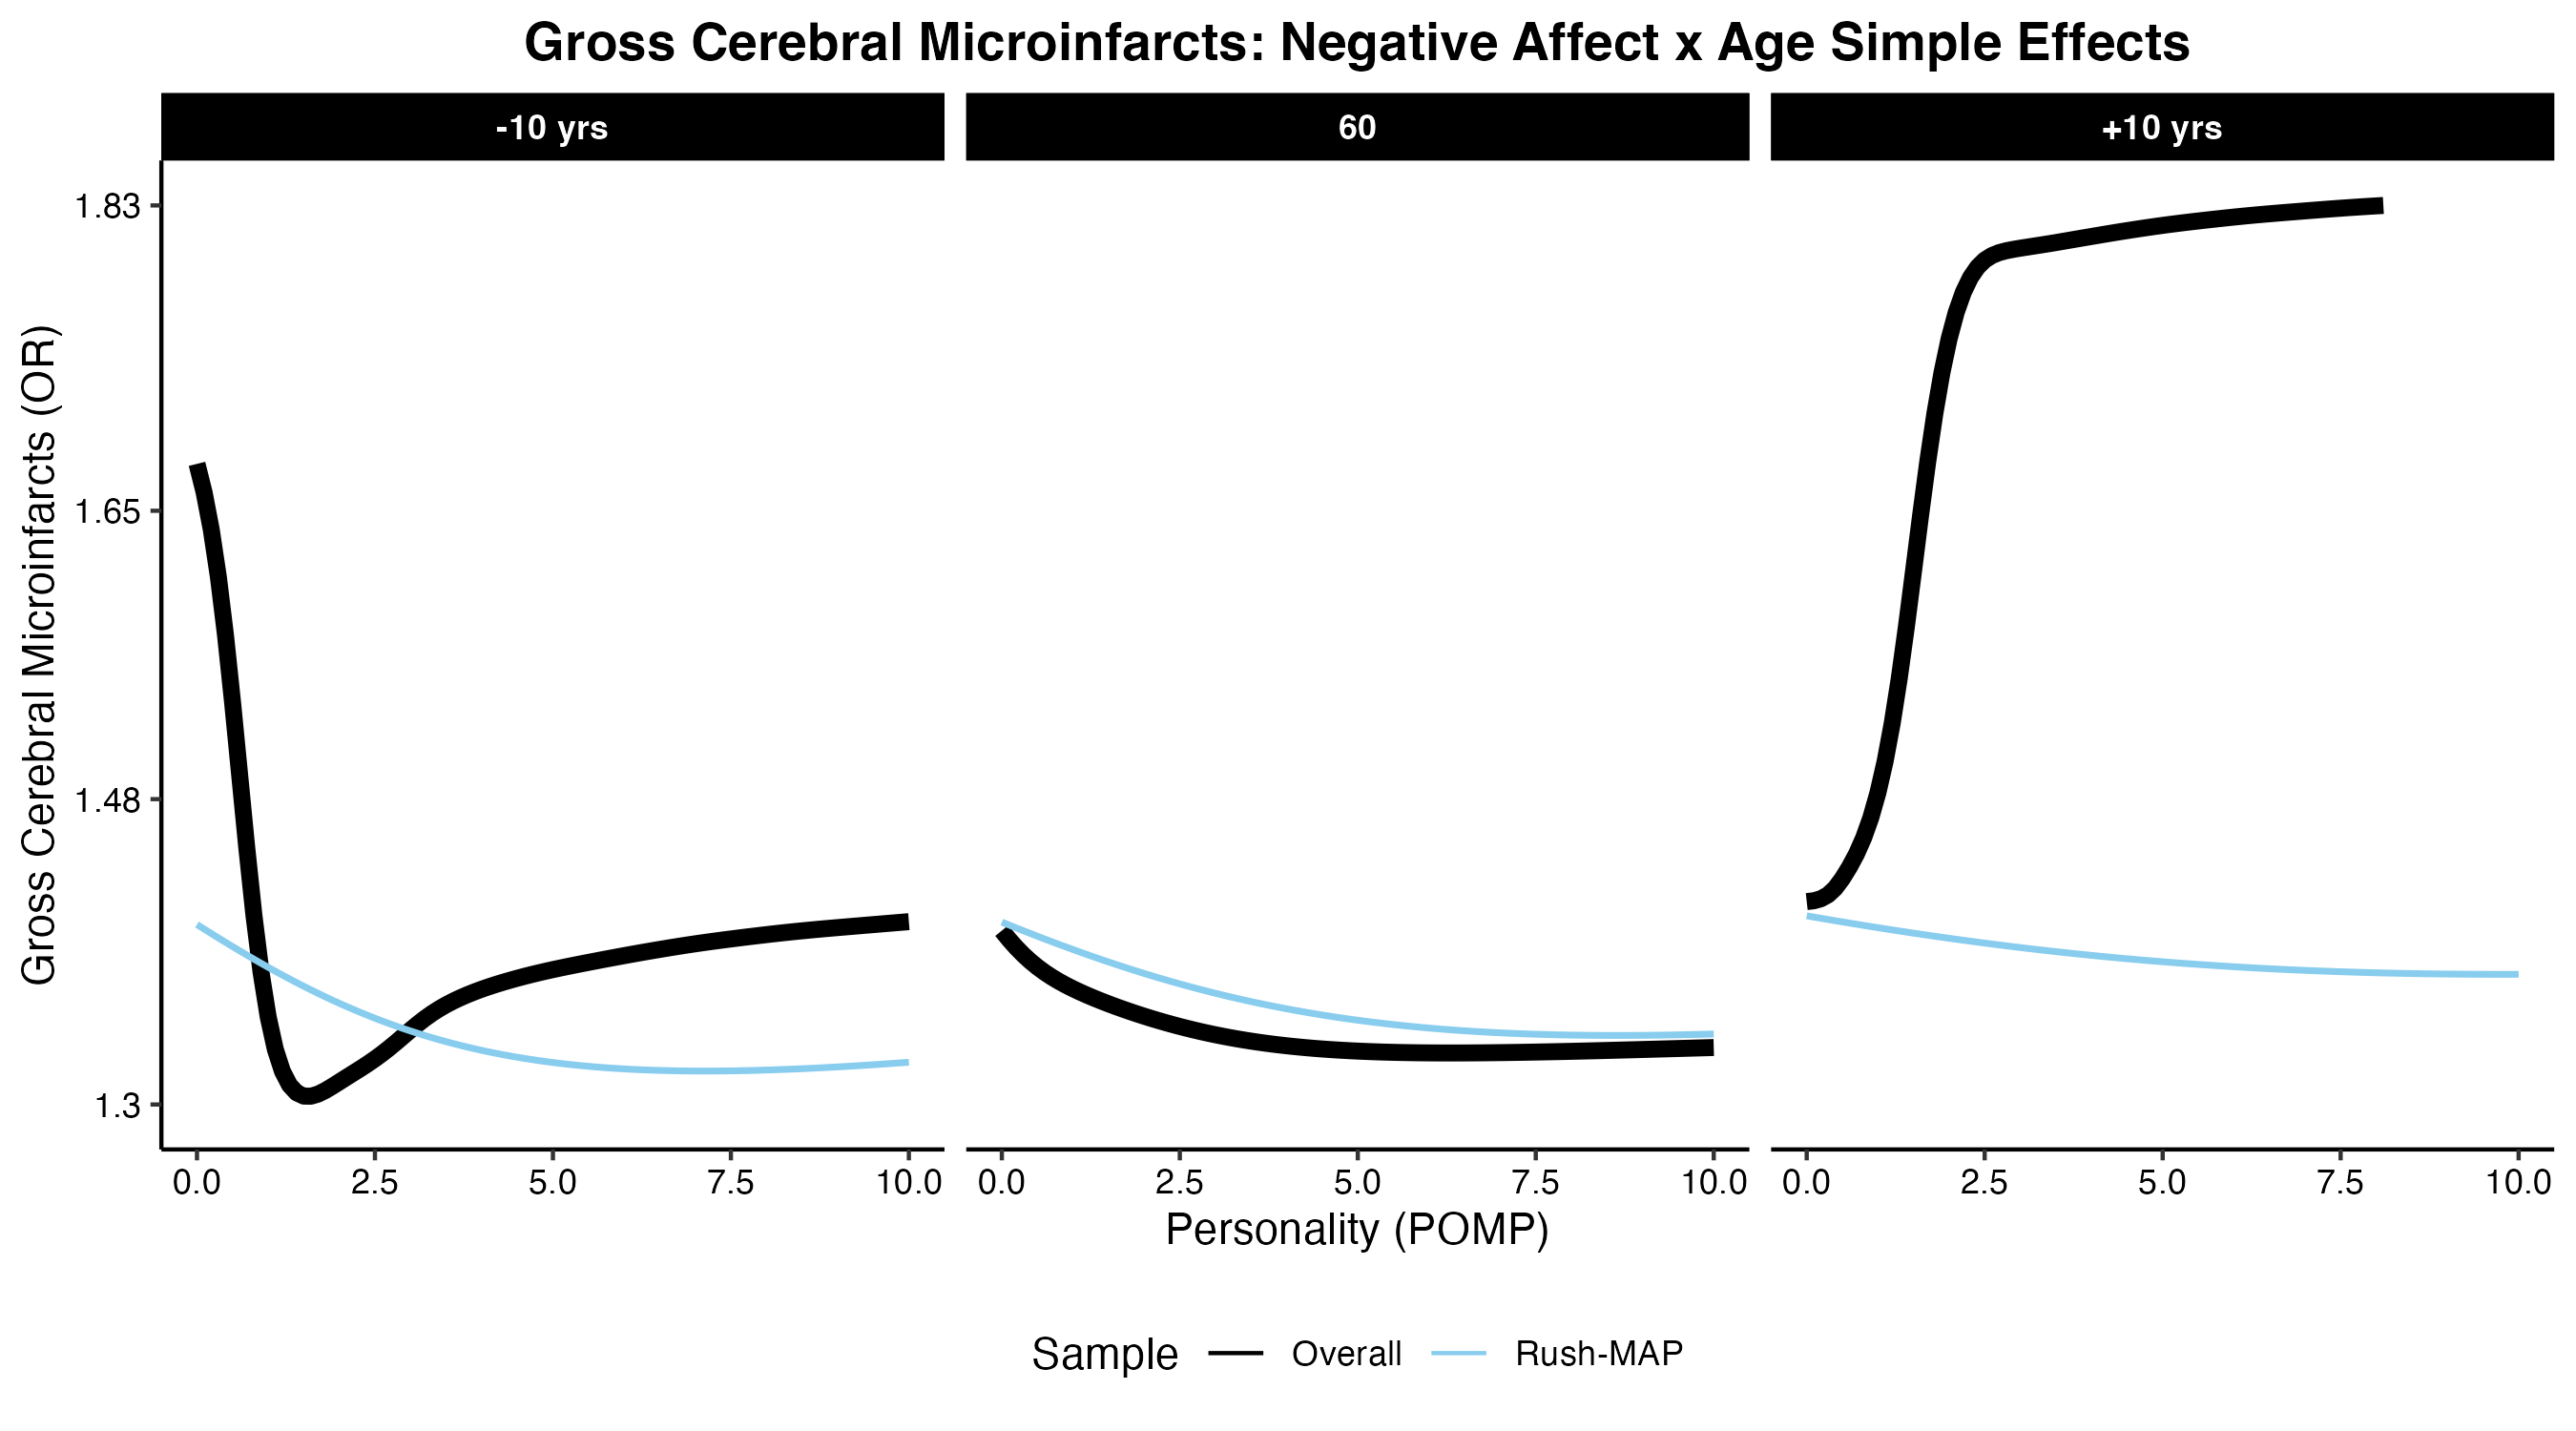 Gross Cerebral Microinfarcts: Negative Affect x Age Simple Effects
-10 yrs
60
+10 yrs
Gross Cerebral Microinfarcts (OR)
1.83
1.65
1.48
1.3
0.0 2.5 5.0 7.5 10.0
0.0 2.5 5.0 7.5 10.0
0.0 2.5 5.0 7.5 10.0
Personality (POMP)
Sample Overall Rush-MAP